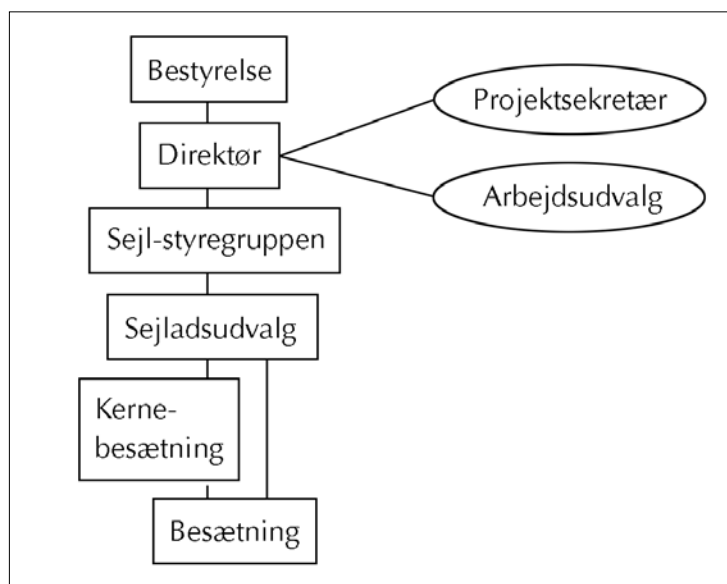 Bestyrelse
Projektsekretær
Direktør
Arbejdsudvalg
Sejl-styregruppen
Sejladsudvalg
Kerne-
besætning
Besætning